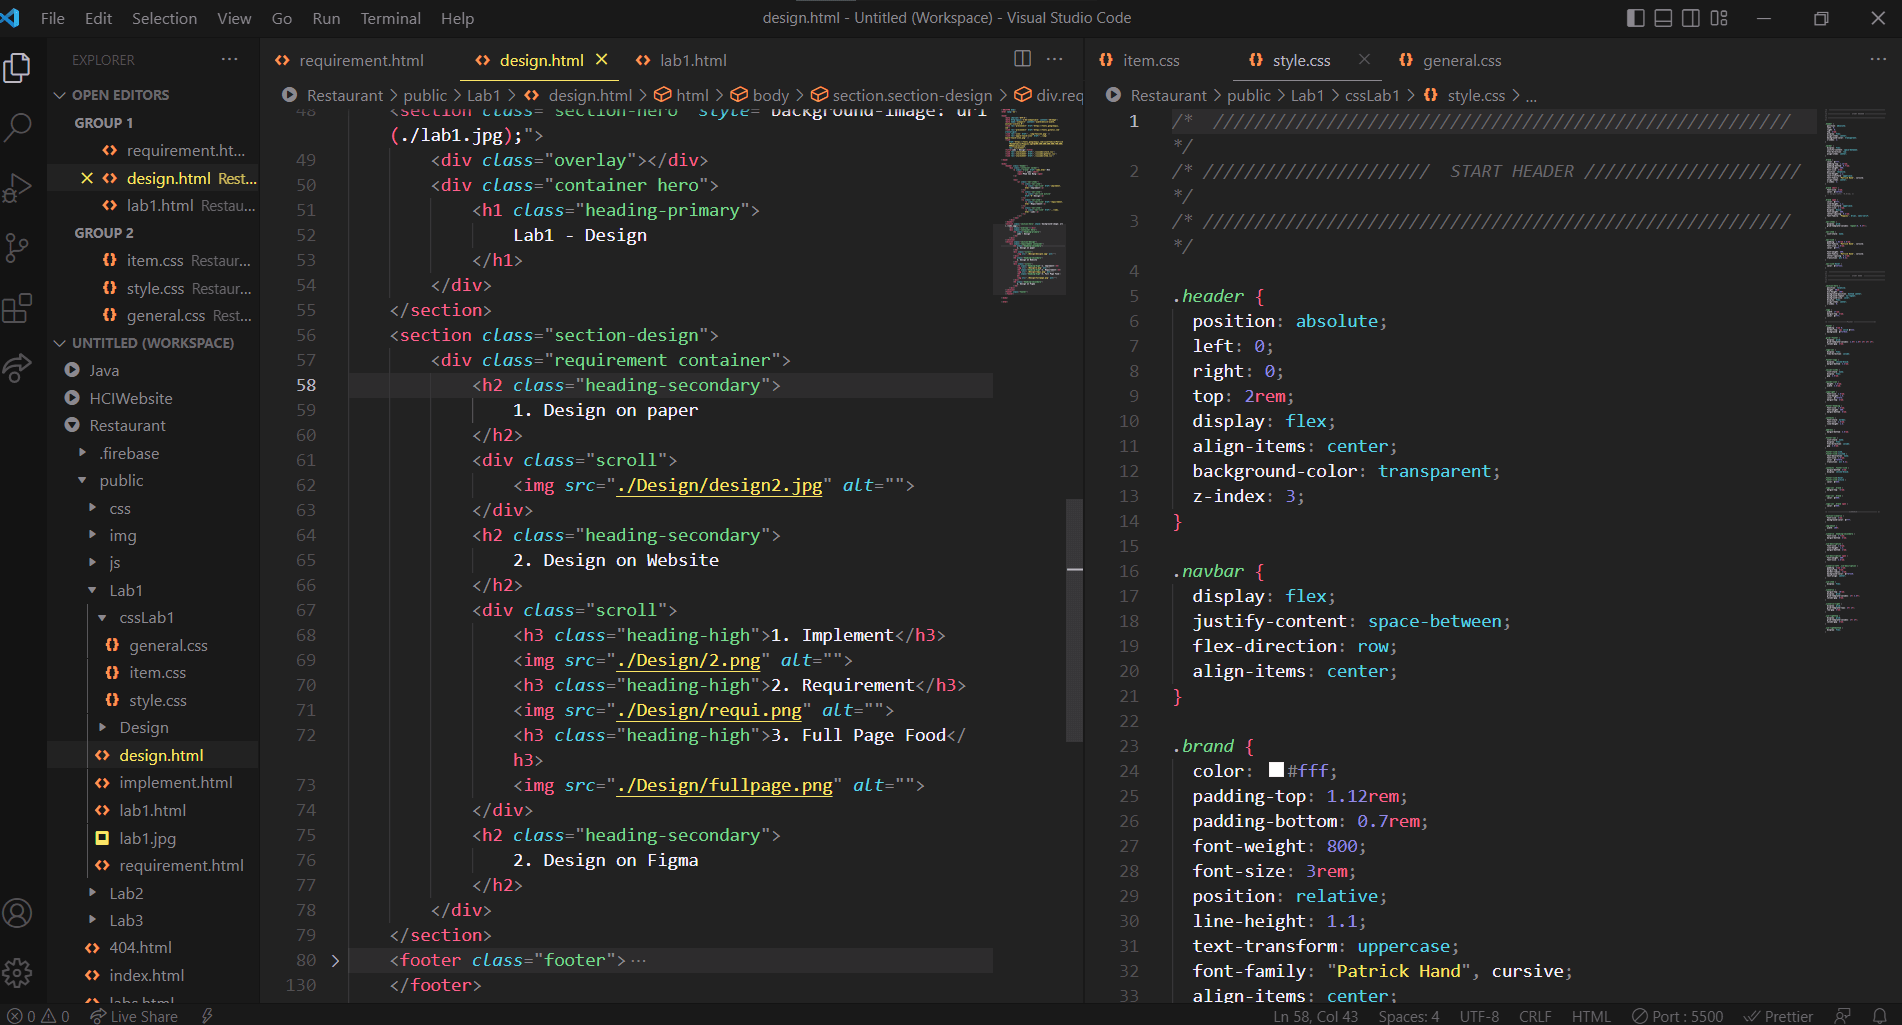 File Edit Selection View Go Run Terminal Help
design.html - Untitled (Workspace) - Visual Studio Code
EXPLORER ...
OPEN EDITORS
GROUP 1
requirement.ht...
design.html Rest...
lab1.html Restau...
GROUP 2
item.css Restaur...
style.css Restaur...
general.css Rest...
UNTITLED (WORKSPACE)
Java
HCIWebsite
Restaurant
.firebase
public
css
img
js
Lab1
cssLab1
general.css
item.css
style.css
Design
design.html
implement.html
lab1.html
lab1.jpg
requirement.html
Lab2
Lab3
404.html
index.html
labs.html
requirement.html design.html lab1.html
Restaurant > public > Lab1 > design.html > html > body > section.section-design > div.req
48 <section class="section-hero" style="background-image: url
(./lab1.jpg);">
49 <div class="overlay"></div>
50 <div class="container hero">
51 <h1 class="heading-primary">
52 Lab1 - Design
53 </h1>
54 </div>
55 </section>
56 <section class="section-design">
57 <div class="requirement container">
58 <h2 class="heading-secondary">
59 1. Design on paper
60 </h2>
61 <div class="scroll">
62 <img src="./Design/design2.jpg" alt="">
63 </div>
64 <h2 class="heading-secondary">
65 2. Design on Website
66 </h2>
67 <div class="scroll">
68 <h3 class="heading-high">1. Implement</h3>
69 <img src="./Design/2.png" alt="">
70 <h3 class="heading-high">2. Requirement</h3>
71 <img src="./Design/requi.png" alt="">
72 <h3 class="heading-high">3. Full Page Food</
h3>
73 <img src="./Design/fullpage.png" alt="">
74 </div>
75 <h2 class="heading-secondary">
76 2. Design on Figma
77 </h2>
78 </div>
79 </section>
80 <footer class="footer">...
130 </footer>
item.css style.css general.css
Restaurant > public > Lab1 > cssLab1 > style.css > ...
1 /* ////////////////////////////////////////////////////////
*/
2 /* ////////////////////// START HEADER /////////////////////
*/
3 /* /////////////////////////////////////////////////////////
*/
4
5 .header {
6 position: absolute;
7 left: 0;
8 right: 0;
9 top: 2rem;
10 display: flex;
11 align-items: center;
12 background-color: transparent;
13 z-index: 3;
14 }
15
16 .navbar {
17 display: flex;
18 justify-content: space-between;
19 flex-direction: row;
20 align-items: center;
21 }
22
23 .brand {
24 color: #fff;
25 padding-top: 1.12rem;
26 padding-bottom: 0.7rem;
27 font-weight: 800;
28 font-size: 3rem;
29 position: relative;
30 line-height: 1.1;
31 text-transform: uppercase;
32 font-family: "Patrick Hand", cursive;
33 align-items: center;
0 0 Live Share
Ln 58, Col 43 Spaces: 4 UTF-8 CRLF HTML Port : 5500 Prettier